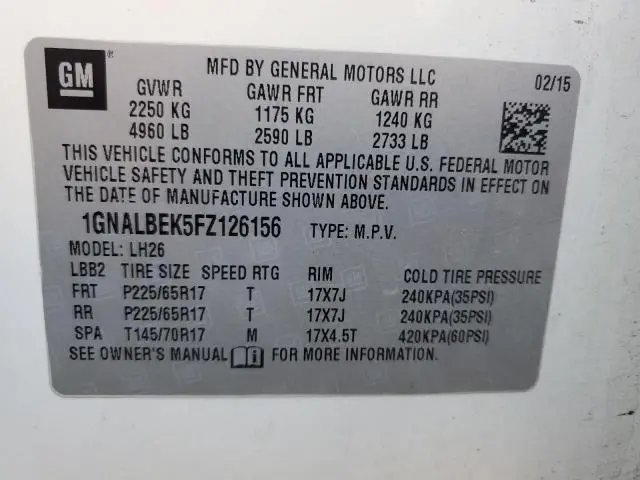 GM ®
MFD BY GENERAL MOTORS LLC 02/15
GVWR GAWR FRT GAWR RR
2250 KG 1175 KG 1240 KG
4960 LB 2590 LB 2733 LB
THIS VEHICLE CONFORMS TO ALL APPLICABLE U.S. FEDERAL MOTOR
VEHICLE SAFETY AND THEFT PREVENTION STANDARDS IN EFFECT ON
THE DATE OF MANUFACTURE SHOWN ABOVE.
1GNALBEK5FZ126156 TYPE: M.P.V.
MODEL: LH26
LBB2 TIRE SIZE SPEED RTG RIM COLD TIRE PRESSURE
FRT P225/65R17 T 17X7J 240KPA(35PSI)
RR P225/65R17 T 17X7J 240KPA(35PSI)
SPA T145/70R17 M 17X4.5T 420KPA(60PSI)
SEE OWNER'S MANUAL i FOR MORE INFORMATION.